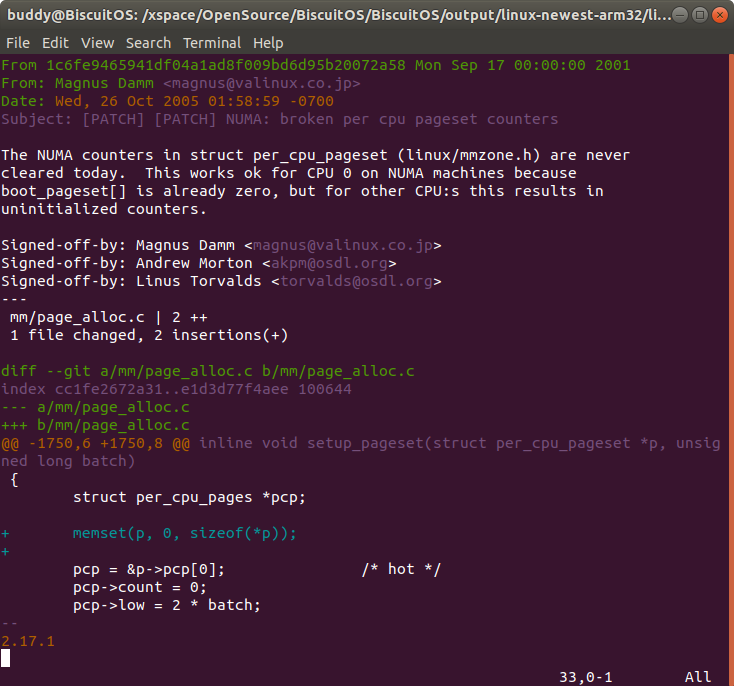 buddy@BiscuitOS: /xspace/OpenSource/BiscuitOS/BiscuitOS/output/linux-newest-arm32/li...
File Edit View Search Terminal Help
From 1c6fe9465941df04a1ad8f009bd6d95b20072a58 Mon Sep 17 00:00:00 2001
From: Magnus Damm <magnus@valinux.co.jp>
Date: Wed, 26 Oct 2005 01:58:59 -0700
Subject: [PATCH] [PATCH] NUMA: broken per cpu pageset counters

The NUMA counters in struct per_cpu_pageset (linux/mmzone.h) are never
cleared today.  This works ok for CPU 0 on NUMA machines because
boot_pageset[] is already zero, but for other CPU:s this results in
uninitialized counters.

Signed-off-by: Magnus Damm <magnus@valinux.co.jp>
Signed-off-by: Andrew Morton <akpm@osdl.org>
Signed-off-by: Linus Torvalds <torvalds@osdl.org>
---
 mm/page_alloc.c | 2 ++
 1 file changed, 2 insertions(+)

diff --git a/mm/page_alloc.c b/mm/page_alloc.c
index cc1fe2672a31..e1d3d77f4aee 100644
--- a/mm/page_alloc.c
+++ b/mm/page_alloc.c
@@ -1750,6 +1750,8 @@ inline void setup_pageset(struct per_cpu_pageset *p, unsig
ned long batch)
 {
        struct per_cpu_pages *pcp;

+       memset(p, 0, sizeof(*p));
+
        pcp = &p->pcp[0];               /* hot */
        pcp->count = 0;
        pcp->low = 2 * batch;
--
2.17.1
33,0-1        All